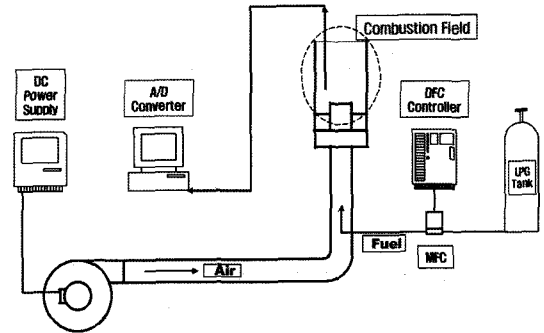 Combustion Field
DC
Power
Supply
A/D
Converter
DFC
Controller
LPG
Tank
Fuel
MFC
Air